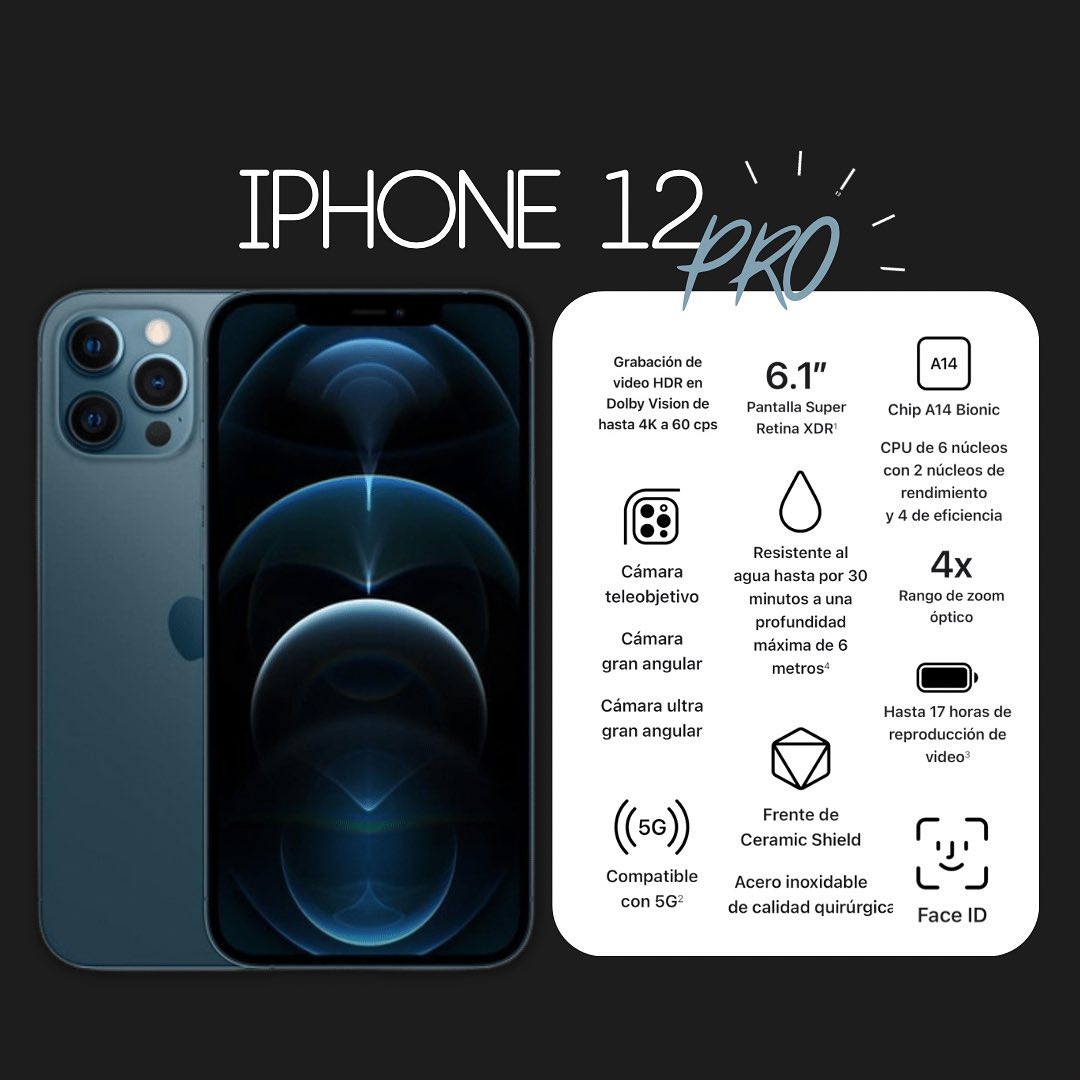 IPHONE 12
PRO
Grabación de
video HDR en
Dolby Vision de
hasta 4K a 60 cps
Cámara
teleobjetivo
Cámara
gran angular
Cámara ultra
gran angular
5G
Compatible
con 5G²
6.1”
Pantalla Super
Retina XDR¹
Resistente al
agua hasta por 30
minutos a una
profundidad
máxima de 6
metros⁴
Frente de
Ceramic Shield
Acero inoxidable
de calidad quirúrgica
A14
Chip A14 Bionic
CPU de 6 núcleos
con 2 núcleos de
rendimiento
y 4 de eficiencia
4x
Rango de zoom
óptico
Hasta 17 horas de
reproducción de
video³
Face ID